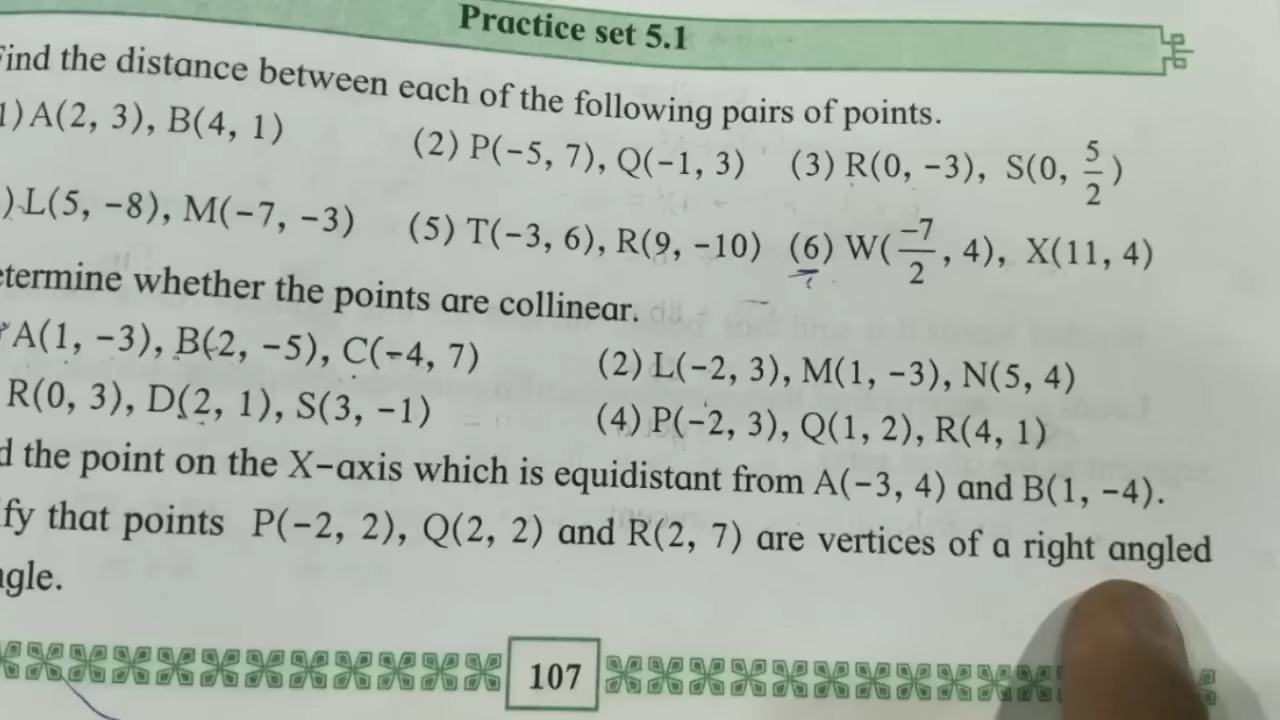 Practice set 5.1
Find the distance between each of the following pairs of points.
1) A(2, 3), B(4, 1) (2) P(−5, 7), Q(−1, 3) (3) R(0, −3), S(0, 5/2)
) L(5, −8), M(−7, −3) (5) T(−3, 6), R(9, −10) (6) W(−7/2, 4), X(11, 4)
etermine whether the points are collinear.
A(1, −3), B(2, −5), C(−4, 7) (2) L(−2, 3), M(1, −3), N(5, 4)
R(0, 3), D(2, 1), S(3, −1) (4) P(−2, 3), Q(1, 2), R(4, 1)
d the point on the X-axis which is equidistant from A(−3, 4) and B(1, −4).
fy that points P(−2, 2), Q(2, 2) and R(2, 7) are vertices of a right angled
ngle.
107